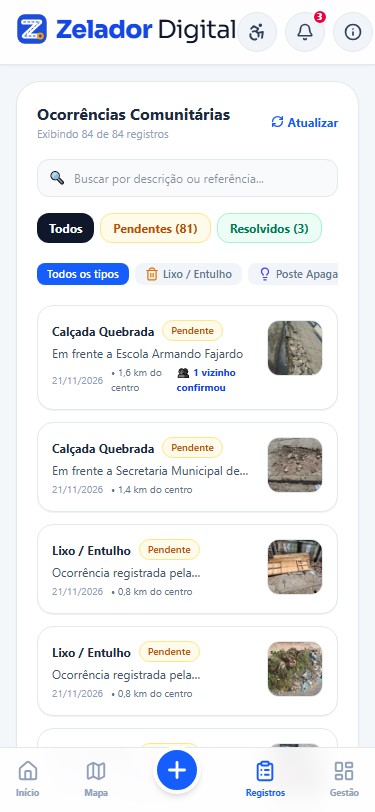 Zelador Digital
3
Ocorrências Comunitárias
Exibindo 84 de 84 registros
Atualizar
Buscar por descrição ou referência...
Todos
Pendentes (81)
Resolvidos (3)
Todos os tipos
Lixo / Entulho
Poste Apaga
Calçada Quebrada
Pendente
Em frente a Escola Armando Fajardo
21/11/2026
• 1,6 km do
centro
1 vizinho
confirmou
Calçada Quebrada
Pendente
Em frente a Secretaria Municipal de...
21/11/2026
• 1,4 km do centro
Lixo / Entulho
Pendente
Ocorrência registrada pela...
21/11/2026
• 0,8 km do centro
Lixo / Entulho
Pendente
Ocorrência registrada pela...
21/11/2026
• 0,8 km do centro
Início
Mapa
Registros
Gestão